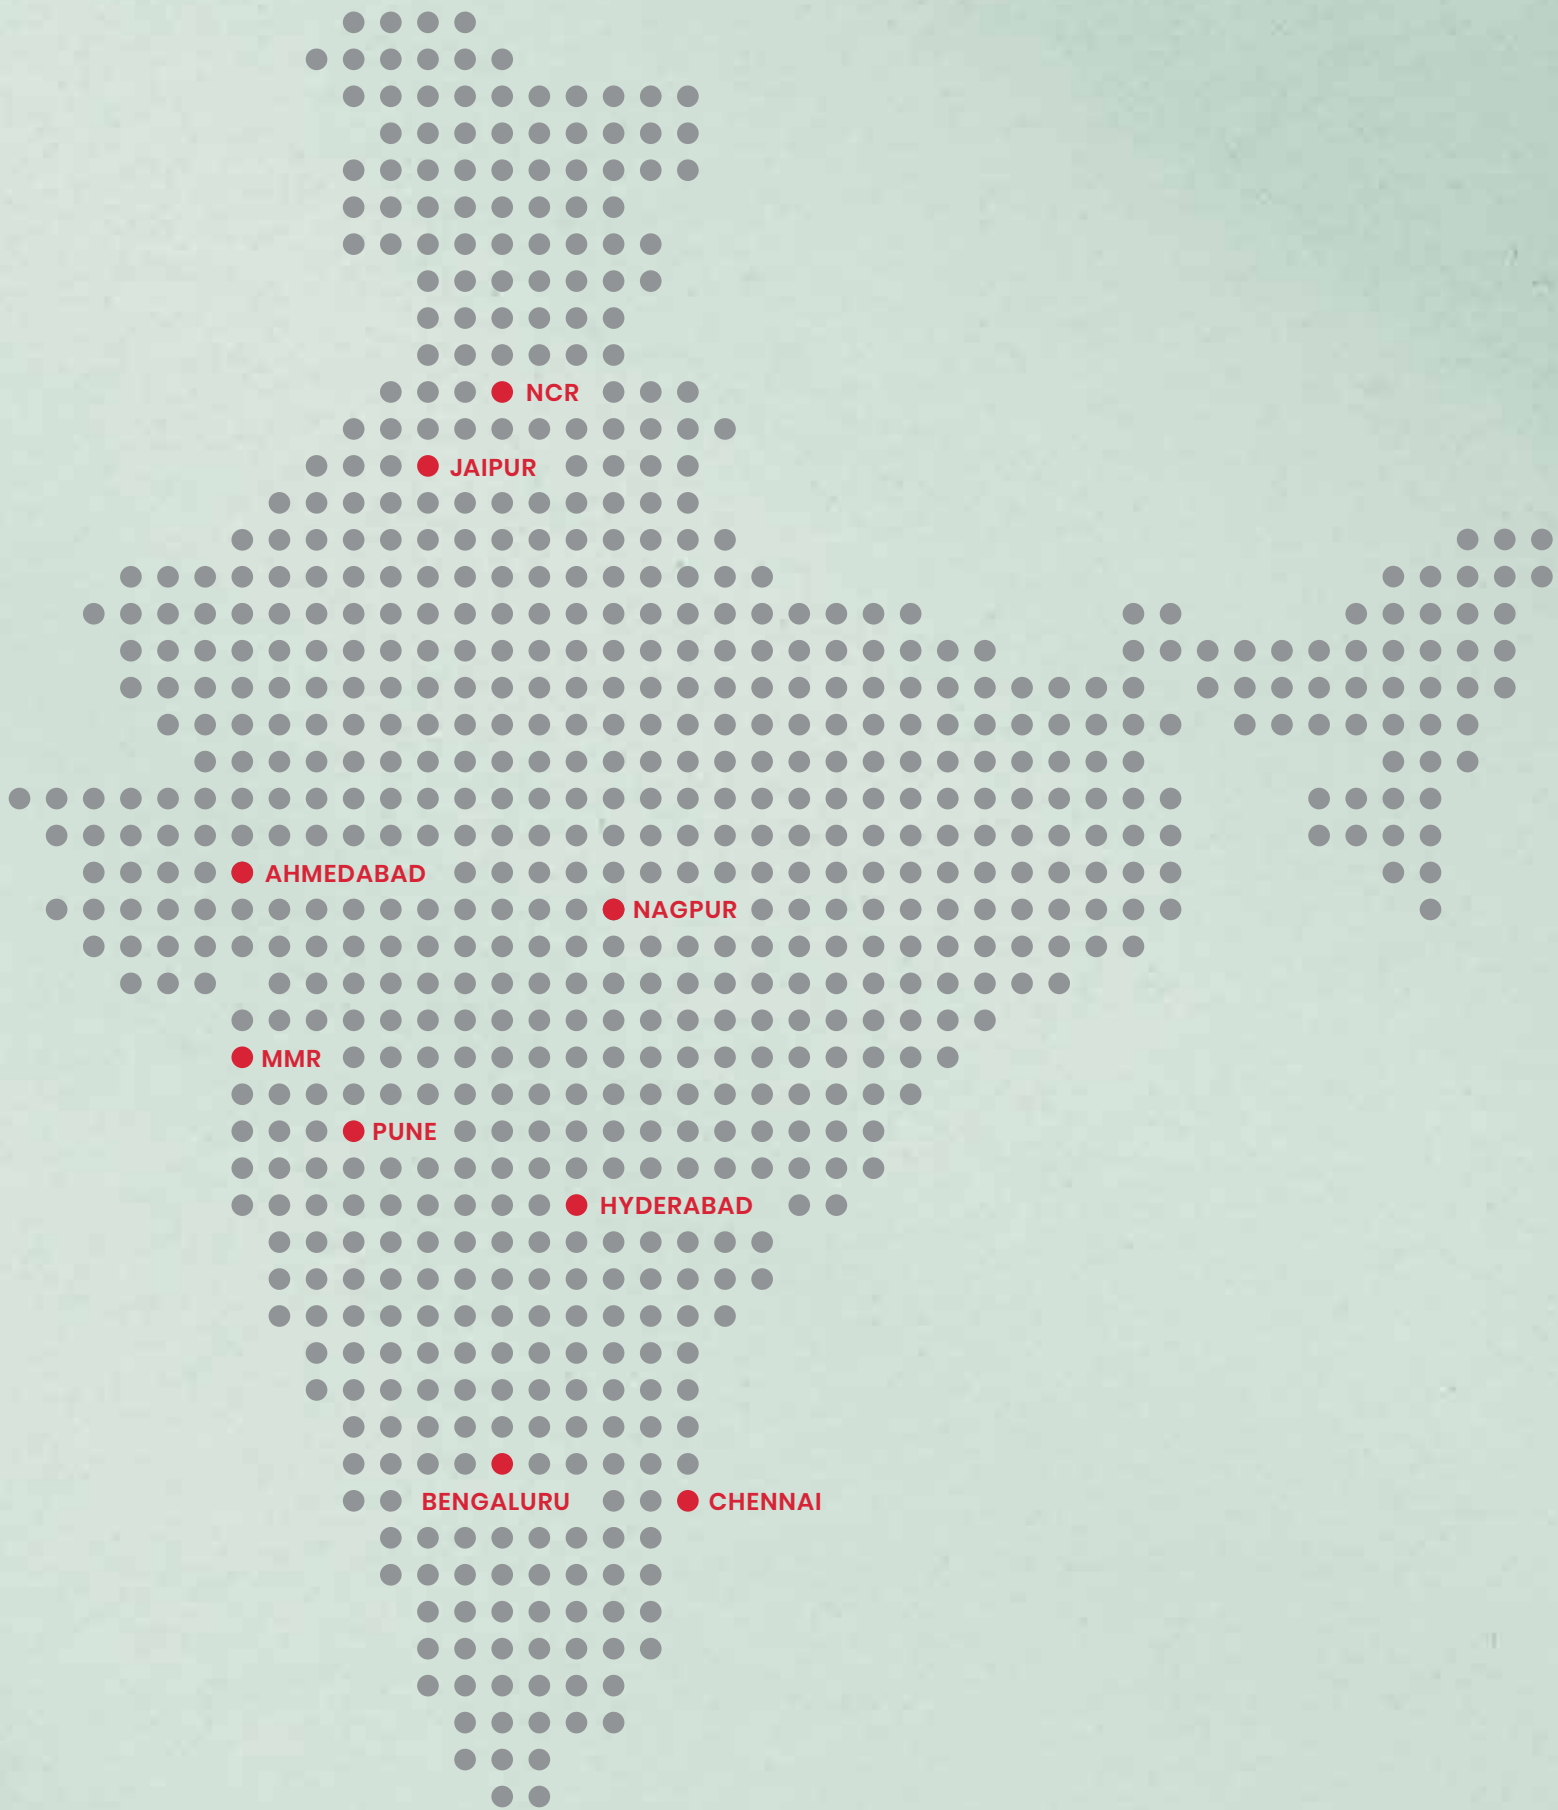 NCR
JAIPUR
AHMEDABAD
NAGPUR
MMR
PUNE
HYDERABAD
BENGALURU
CHENNAI